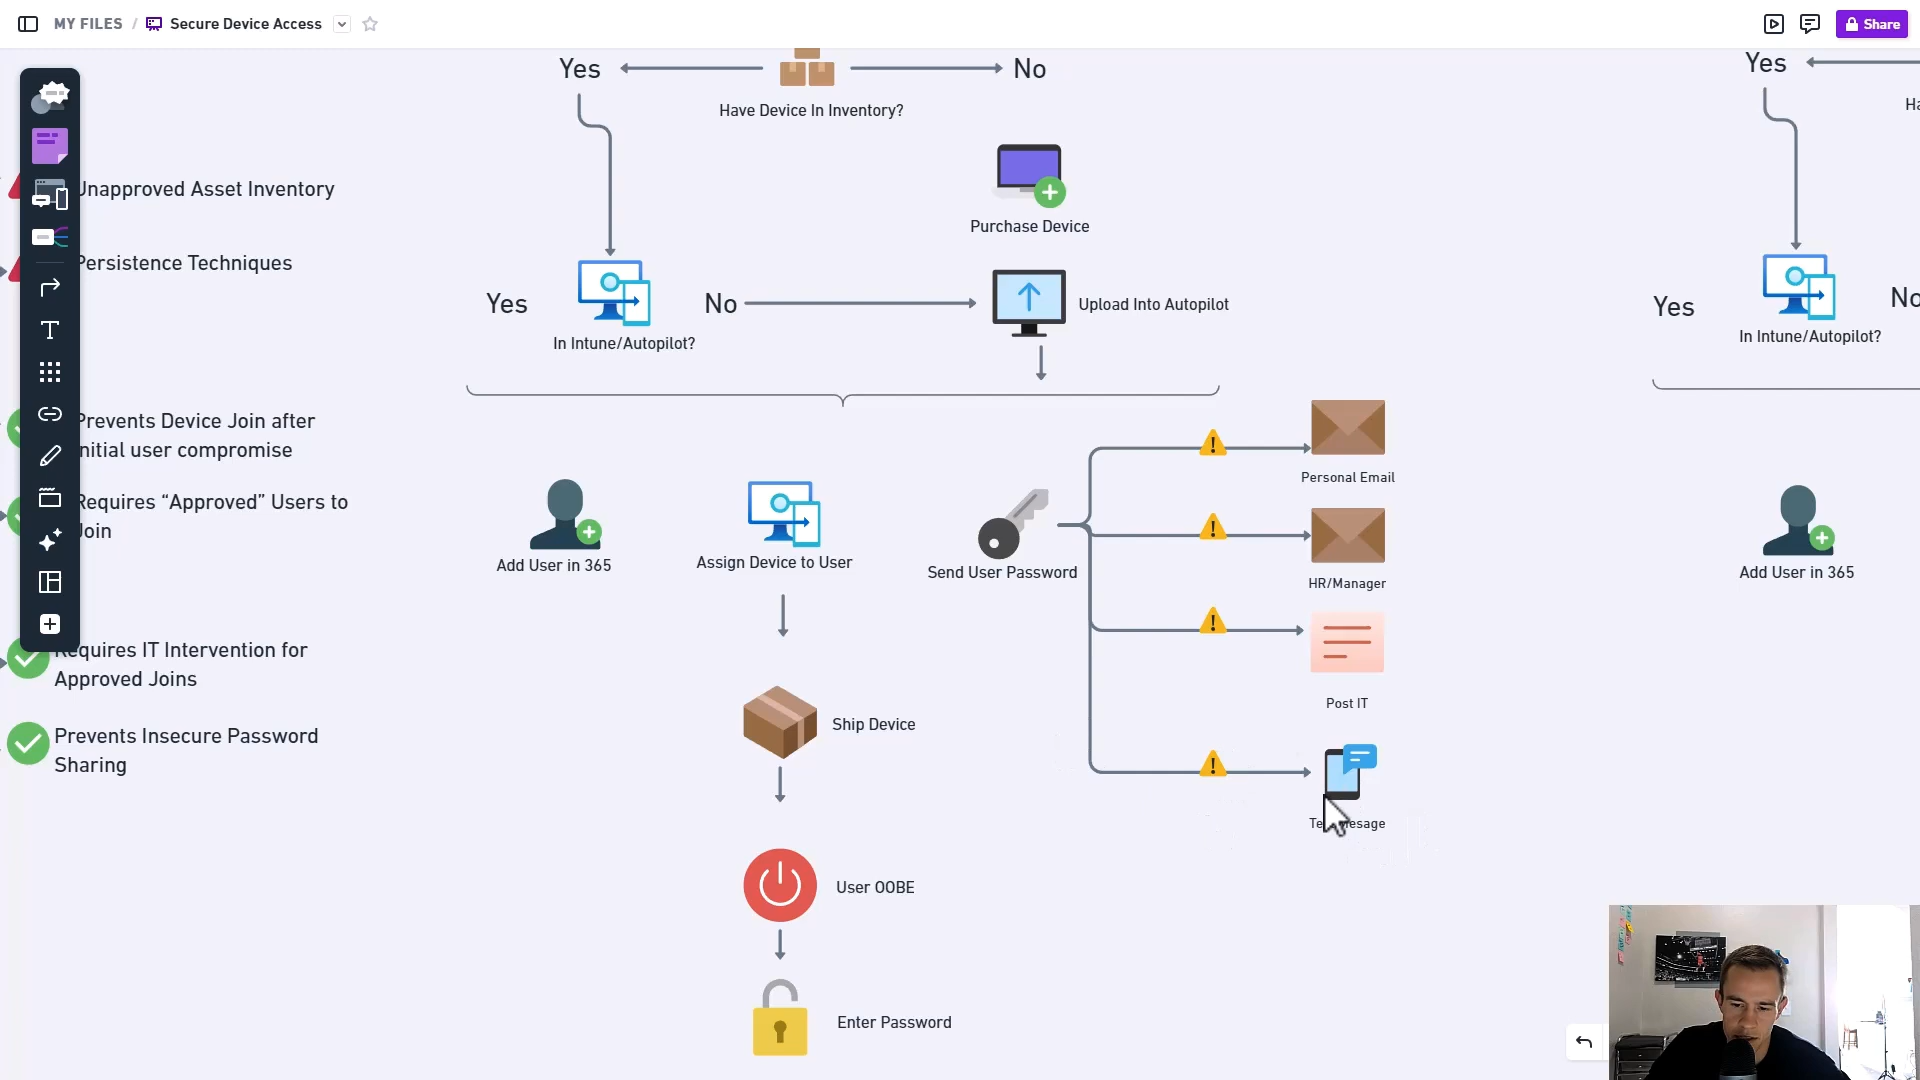 MY FILES / Secure Device Access
Share
Yes
No
Yes
Have Device In Inventory?
Unapproved Asset Inventory
Purchase Device
Persistence Techniques
Yes
In Intune/Autopilot?
No
Upload Into Autopilot
Yes
In Intune/Autopilot?
No
Prevents Device Join after
initial user compromise
Requires “Approved” Users to
Join
Add User in 365
Assign Device to User
Send User Password
Personal Email
HR/Manager
Post IT
Add User in 365
Requires IT Intervention for
Approved Joins
Prevents Insecure Password
Sharing
Ship Device
User OOBE
Enter Password